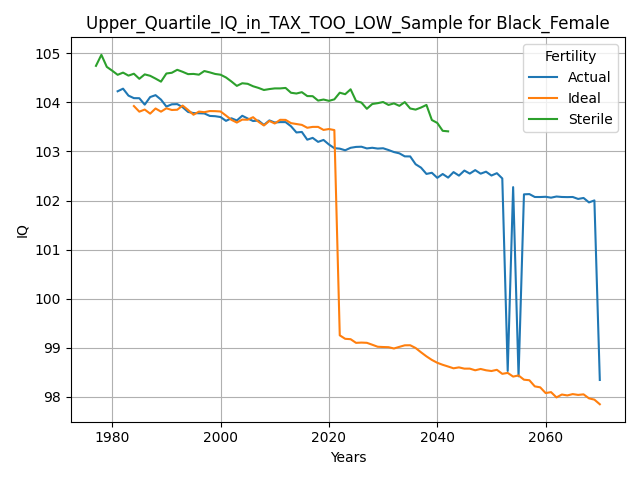 Upper_Quartile_IQ_in_TAX_TOO_LOW_Sample for Black_Female
Fertility
Actual
Ideal
Sterile
105
104
103
102
101
100
99
98
IQ
1980 2000 2020 2040 2060
Years